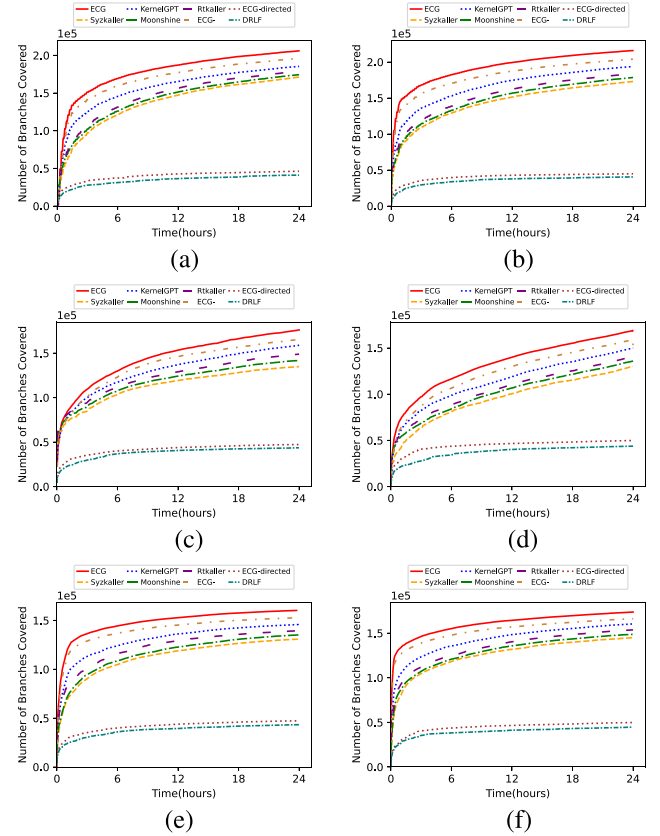 ECG KernelGPT Rtkaller ECG-directed
Syzkaller Moonshine ECG- DRLF
1e5
Number of Branches Covered
2.0
1.5
1.0
0.5
0.0
0 6 12 18 24
Time(hours)
(a)
ECG KernelGPT Rtkaller ECG-directed
Syzkaller Moonshine ECG- DRLF
1e5
Number of Branches Covered
2.0
1.5
1.0
0.5
0.0
0 6 12 18 24
Time(hours)
(b)
ECG KernelGPT Rtkaller ECG-directed
Syzkaller Moonshine ECG- DRLF
1e5
Number of Branches Covered
1.5
1.0
0.5
0.0
0 6 12 18 24
Time(hours)
(c)
ECG KernelGPT Rtkaller ECG-directed
Syzkaller Moonshine ECG- DRLF
1e5
Number of Branches Covered
1.5
1.0
0.5
0.0
0 6 12 18 24
Time(hours)
(d)
ECG KernelGPT Rtkaller ECG-directed
Syzkaller Moonshine ECG- DRLF
1e5
Number of Branches Covered
1.5
1.0
0.5
0.0
0 6 12 18 24
Time(hours)
(e)
ECG KernelGPT Rtkaller ECG-directed
Syzkaller Moonshine ECG- DRLF
1e5
Number of Branches Covered
1.5
1.0
0.5
0.0
0 6 12 18 24
Time(hours)
(f)